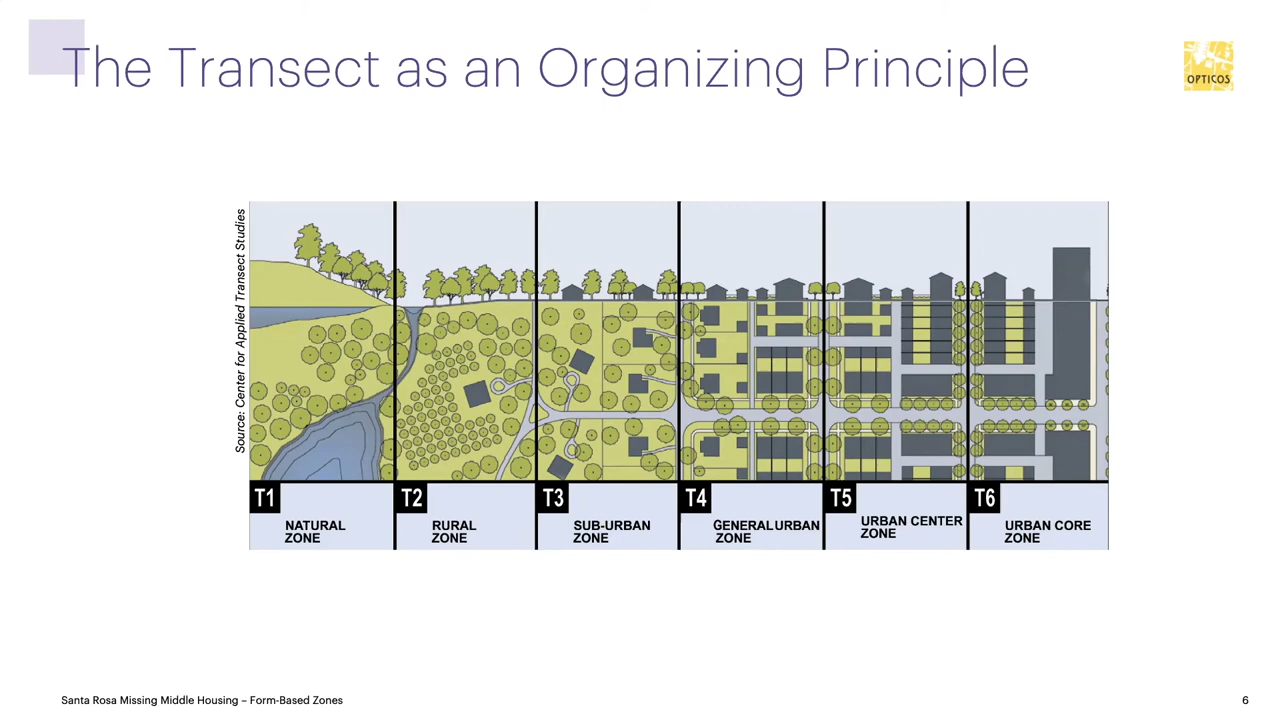 The Transect as an Organizing Principle
OPTICOS
Source: Center for Applied Transect Studies
T1
NATURAL
ZONE
T2
RURAL
ZONE
T3
SUB-URBAN
ZONE
T4
GENERAL URBAN
ZONE
T5
URBAN CENTER
ZONE
T6
URBAN CORE
ZONE
Santa Rosa Missing Middle Housing – Form-Based Zones
6